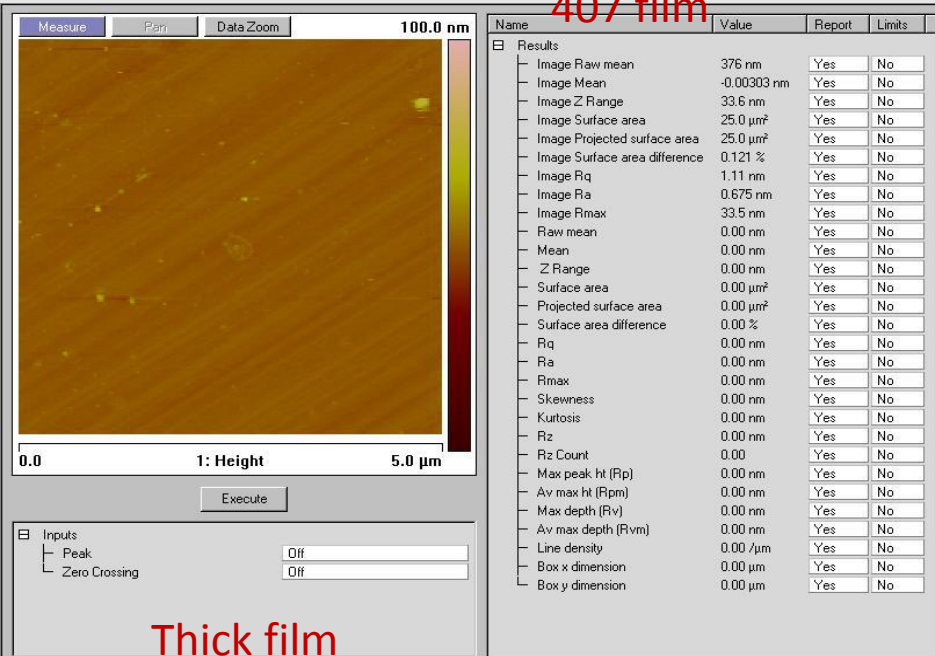 407 film
Measure Pan Data Zoom 100.0 nm
0.0 1: Height 5.0 µm
Execute
Inputs
Peak Off
Zero Crossing Off
Thick film
Name Value Report Limits
Results
Image Raw mean 376 nm Yes No
Image Mean -0.00303 nm Yes No
Image Z Range 33.6 nm Yes No
Image Surface area 25.0 µm² Yes No
Image Projected surface area 25.0 µm² Yes No
Image Surface area difference 0.121 % Yes No
Image Rq 1.11 nm Yes No
Image Ra 0.675 nm Yes No
Image Rmax 33.5 nm Yes No
Raw mean 0.00 nm Yes No
Mean 0.00 nm Yes No
Z Range 0.00 nm Yes No
Surface area 0.00 µm² Yes No
Projected surface area 0.00 µm² Yes No
Surface area difference 0.00 % Yes No
Rq 0.00 nm Yes No
Ra 0.00 nm Yes No
Rmax 0.00 nm Yes No
Skewness 0.00 nm Yes No
Kurtosis 0.00 nm Yes No
Rz 0.00 nm Yes No
Rz Count 0.00 Yes No
Max peak ht (Rp) 0.00 nm Yes No
Av max ht (Rpm) 0.00 nm Yes No
Max depth (Rv) 0.00 nm Yes No
Av max depth (Rvm) 0.00 nm Yes No
Line density 0.00 /µm Yes No
Box x dimension 0.00 µm Yes No
Box y dimension 0.00 µm Yes No